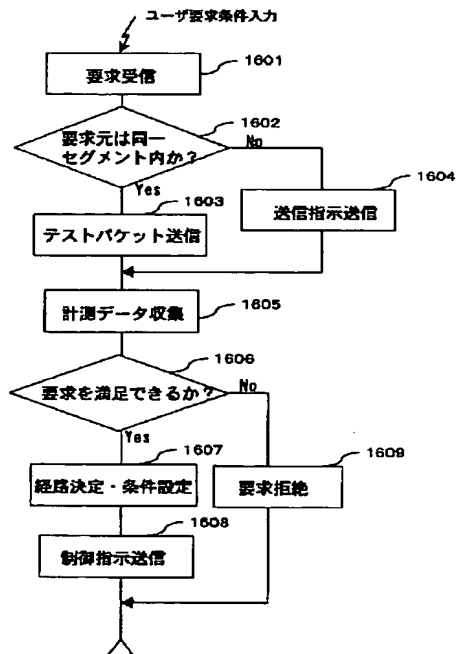 ユーザ要求条件入力
要求受信
1601
要求元は同一
セグメント内か?
1602
No
Yes
1603
テストパケット送信
1604
送信指示送信
計測データ収集
1605
1606
要求を満足できるか?
No
Yes
1607
経路決定・条件設定
1609
要求拒絶
1608
制御指示送信